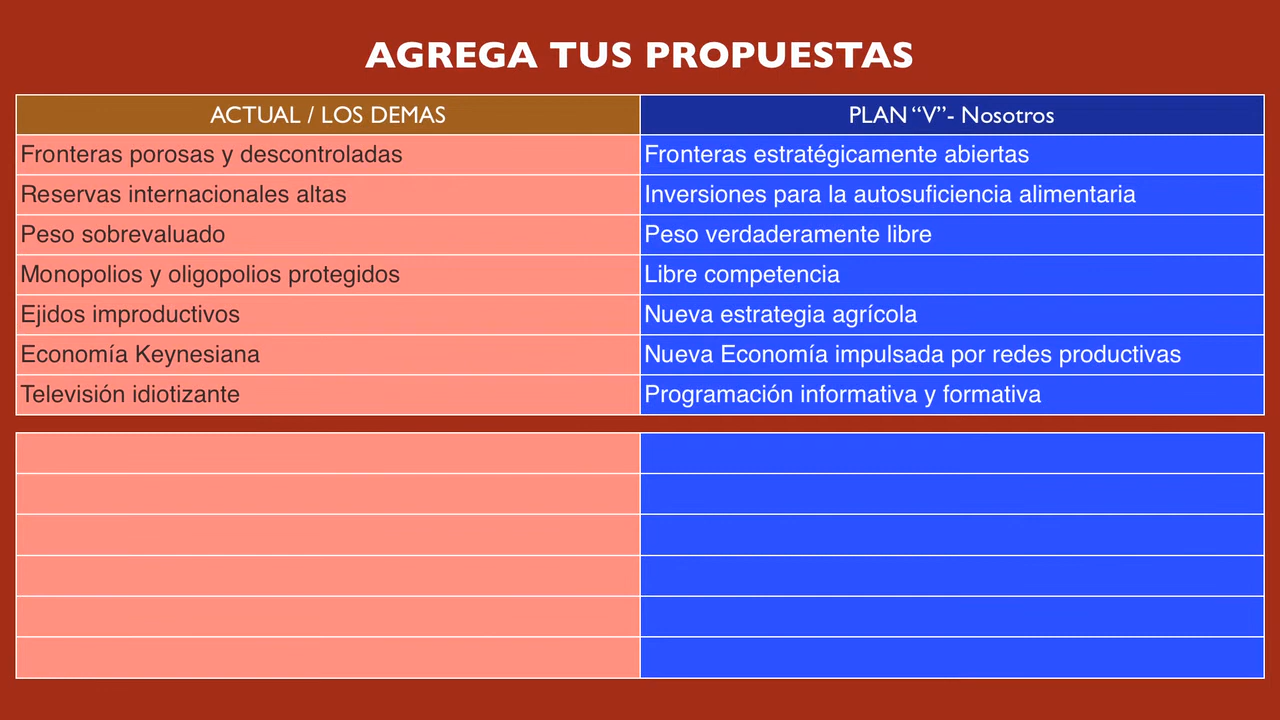 AGREGA TUS PROPUESTAS
ACTUAL / LOS DEMAS
PLAN “V”- Nosotros
Fronteras porosas y descontroladas
Fronteras estratégicamente abiertas
Reservas internacionales altas
Inversiones para la autosuficiencia alimentaria
Peso sobrevaluado
Peso verdaderamente libre
Monopolios y oligopolios protegidos
Libre competencia
Ejidos improductivos
Nueva estrategia agrícola
Economía Keynesiana
Nueva Economía impulsada por redes productivas
Televisión idiotizante
Programación informativa y formativa